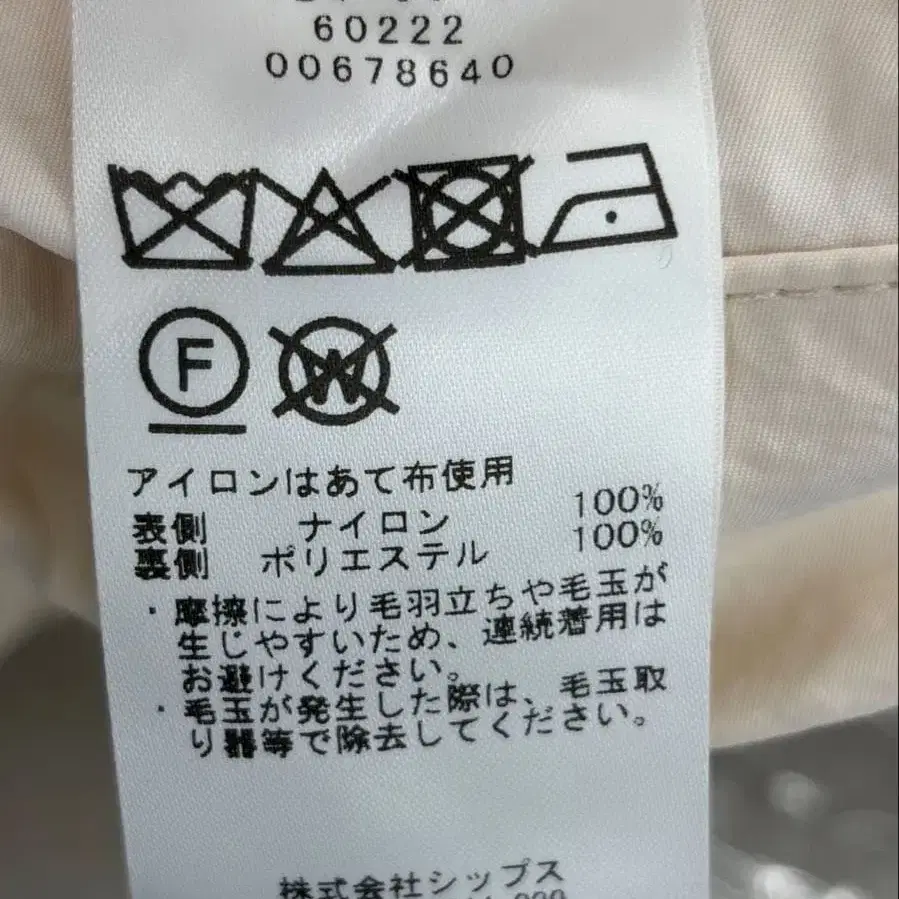 60222
00678640
F
W
アイロンはあて布使用
表側 ナイロン 100%
裏側 ポリエステル 100%
・摩擦により毛羽立ちや毛玉が
生じやすいため、連続着用は
お避けください。
・毛玉が発生した際は、毛玉取
り器等で除去してください。
株式会社シップス